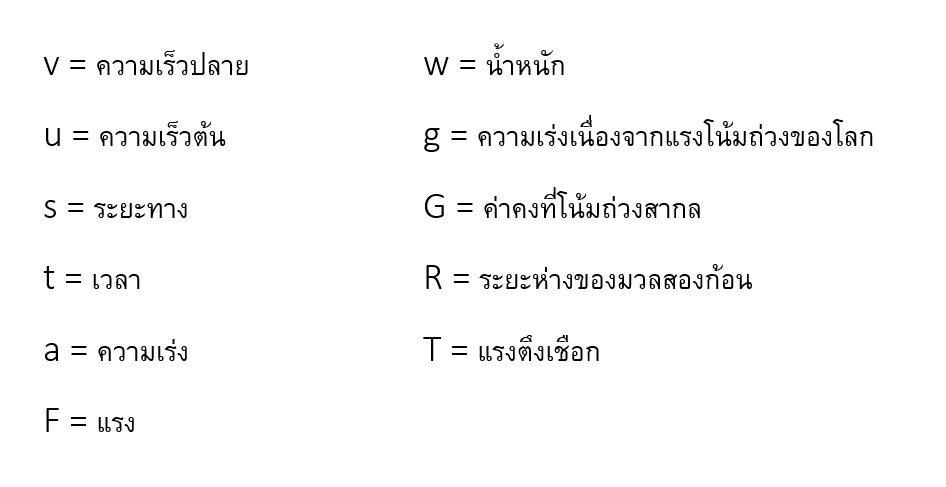 v = ความเร็วปลาย
u = ความเร็วต้น
s = ระยะทาง
t = เวลา
a = ความเร่ง
F = แรง
w = น้ำหนัก
g = ความเร่งเนื่องจากแรงโน้มถ่วงของโลก
G = ค่าคงที่โน้มถ่วงสากล
R = ระยะห่างของมวลสองก้อน
T = แรงตึงเชือก